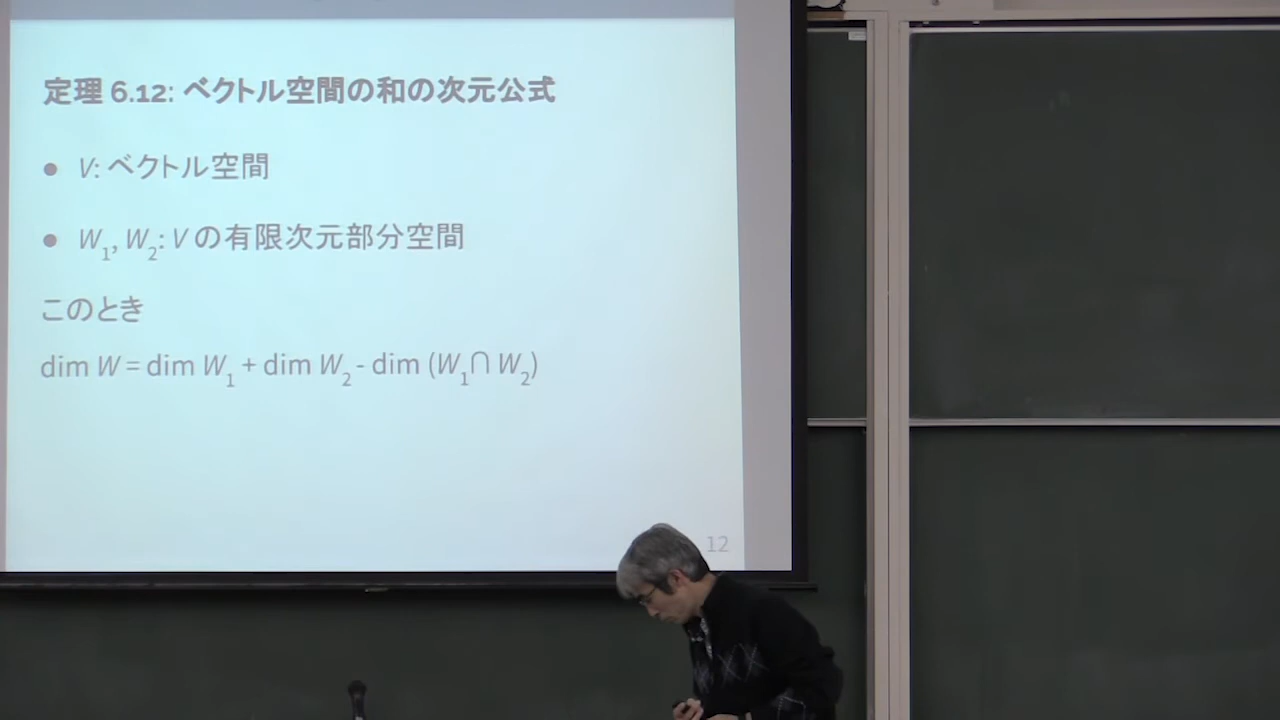 定理 6.12: ベクトル空間の和の次元公式
● V: ベクトル空間
● W₁, W₂: V の有限次元部分空間
このとき
dim W = dim W₁ + dim W₂ - dim (W₁∩ W₂)
12